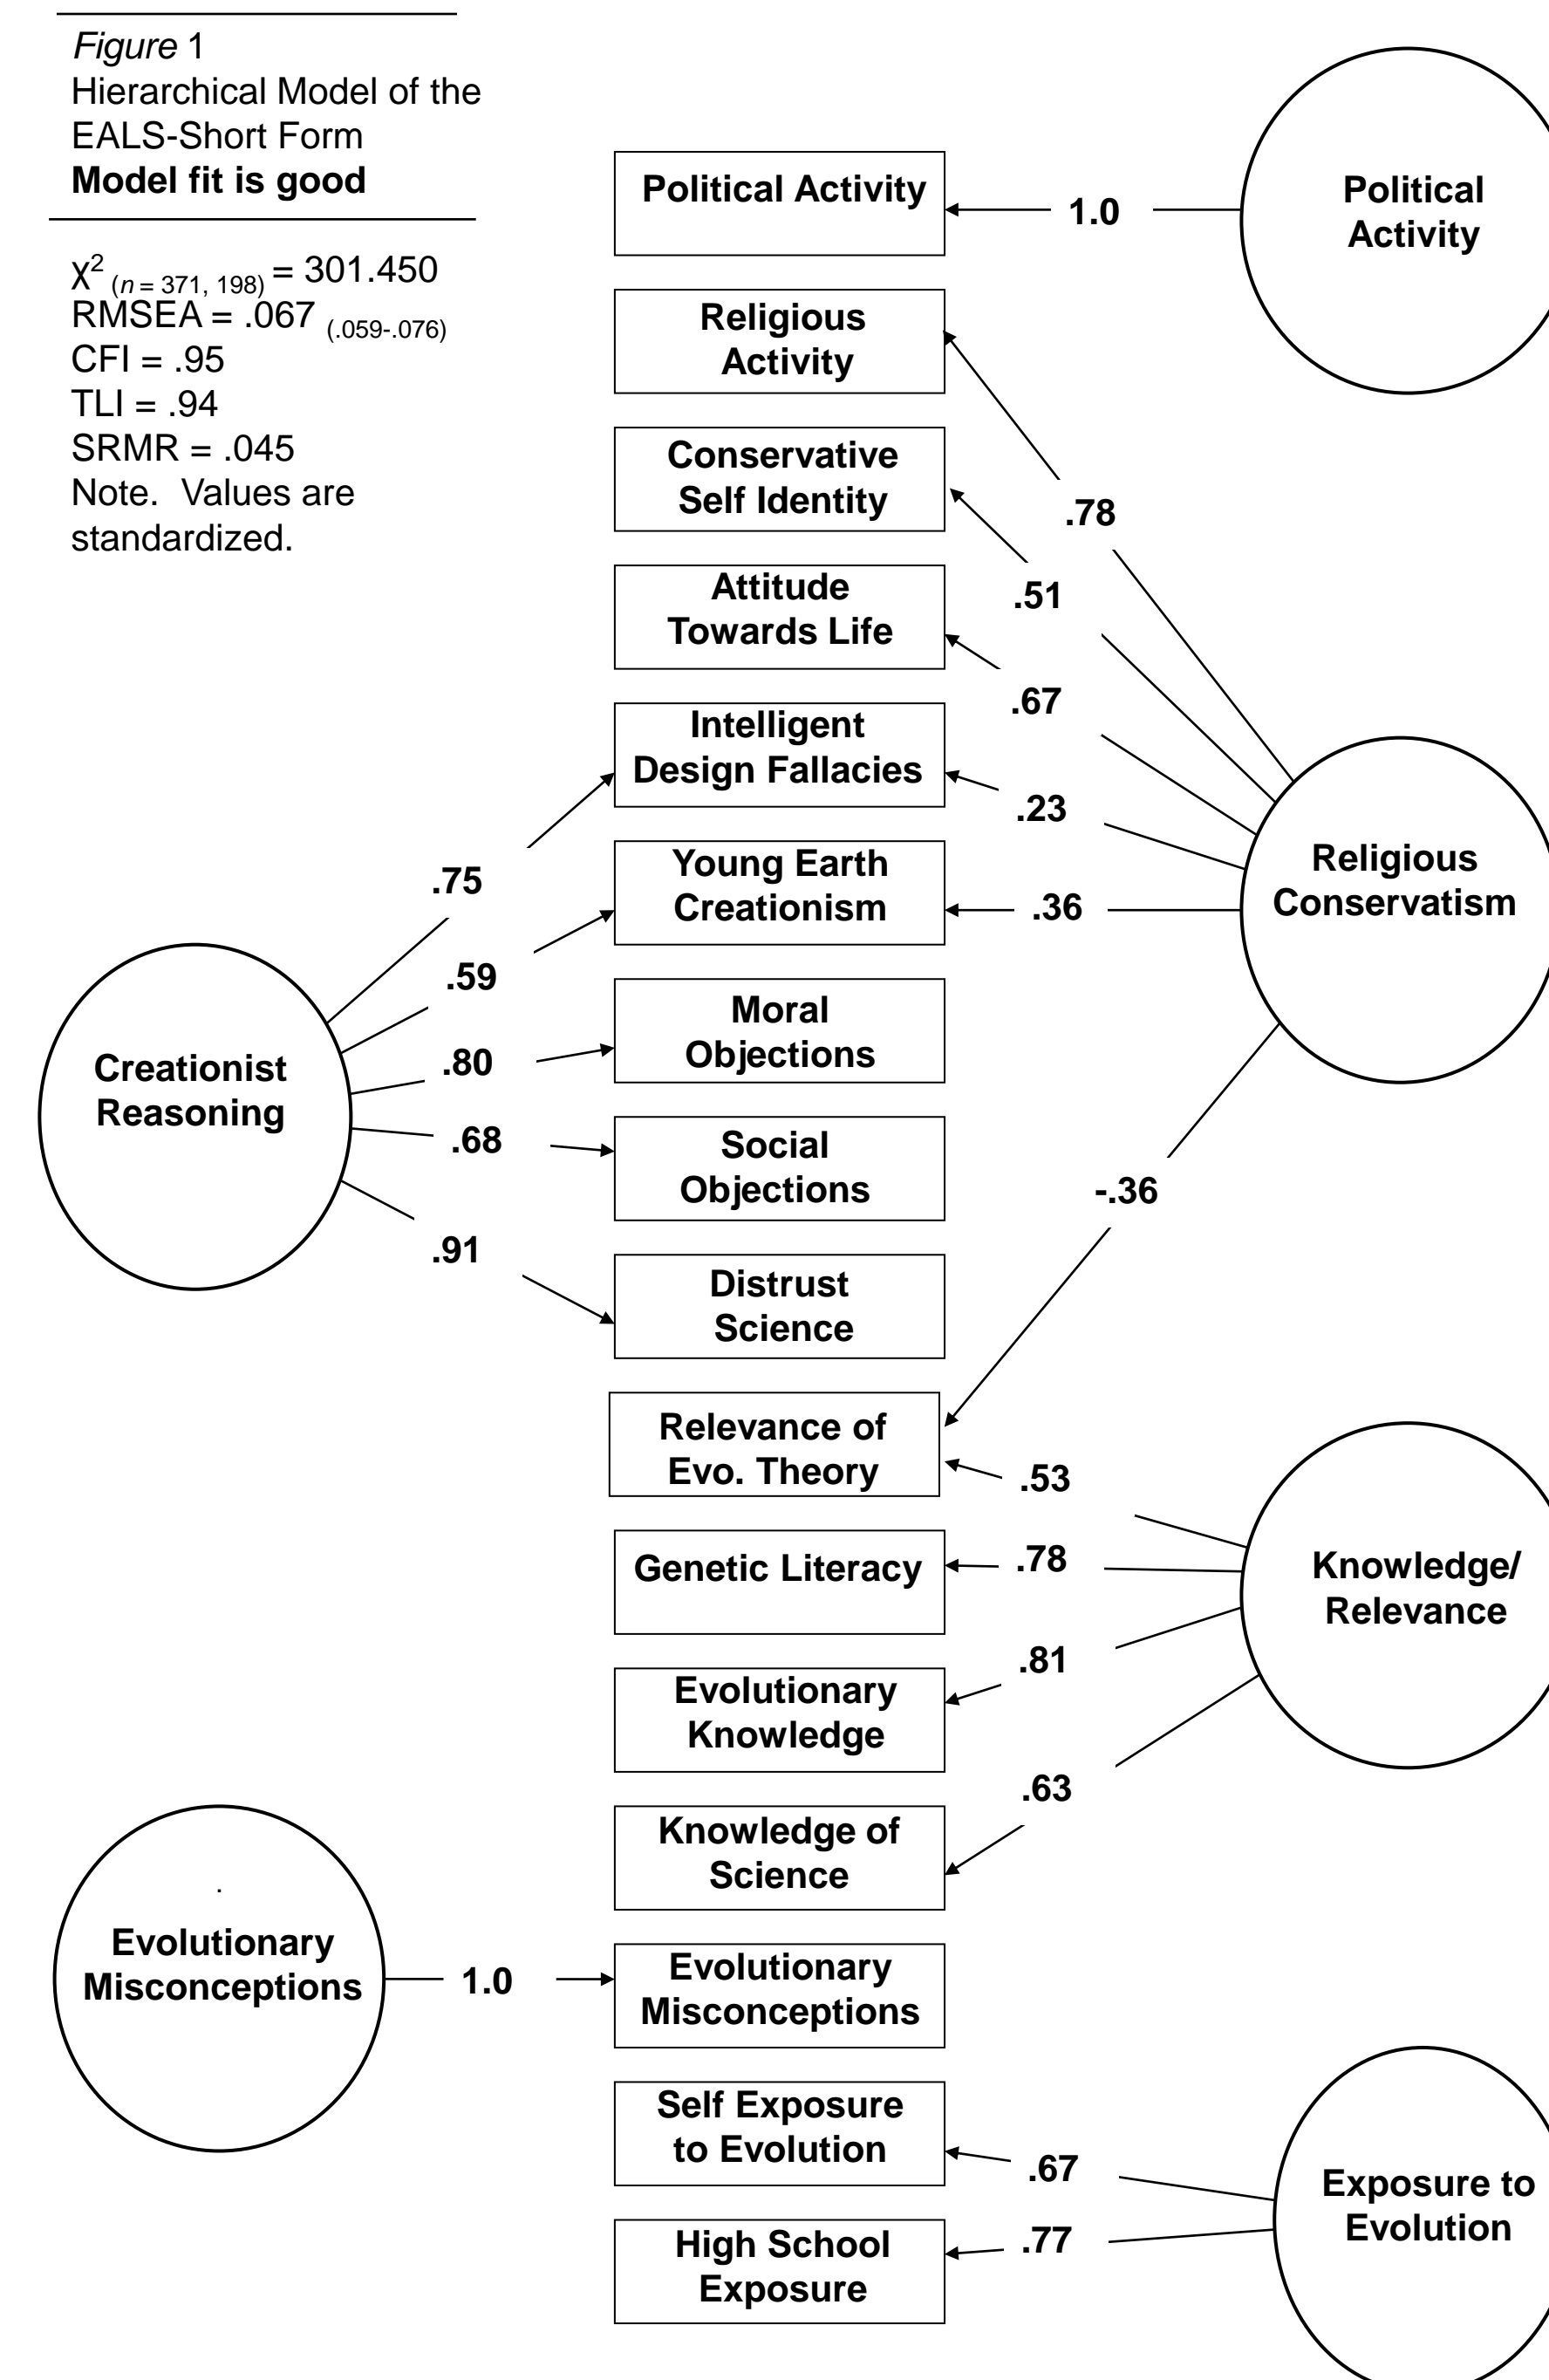 Figure 1
Hierarchical Model of the
EALS-Short Form
Model fit is good
χ2 (n = 371, 198) = 301.450
RMSEA = .067 (.059-.076)
CFI = .95
TLI = .94
SRMR = .045
Note.  Values are
standardized.
Political Activity
1.0
Political
Activity
Religious
Activity
Conservative
Self Identity
.78
.51
Attitude
Towards Life
.67
Intelligent
Design Fallacies
.23
.75
Young Earth
Creationism
.36
Religious
Conservatism
.59
Moral
Objections
.80
Creationist
Reasoning
.68
Social
Objections
-.36
.91
Distrust
Science
Relevance of
Evo. Theory
.53
Genetic Literacy
.78
Knowledge/
Relevance
.81
Evolutionary
Knowledge
.63
Knowledge of
Science
.
Evolutionary
Misconceptions
1.0
Evolutionary
Misconceptions
Self Exposure
to Evolution
.67
Exposure to
Evolution
.77
High School
Exposure